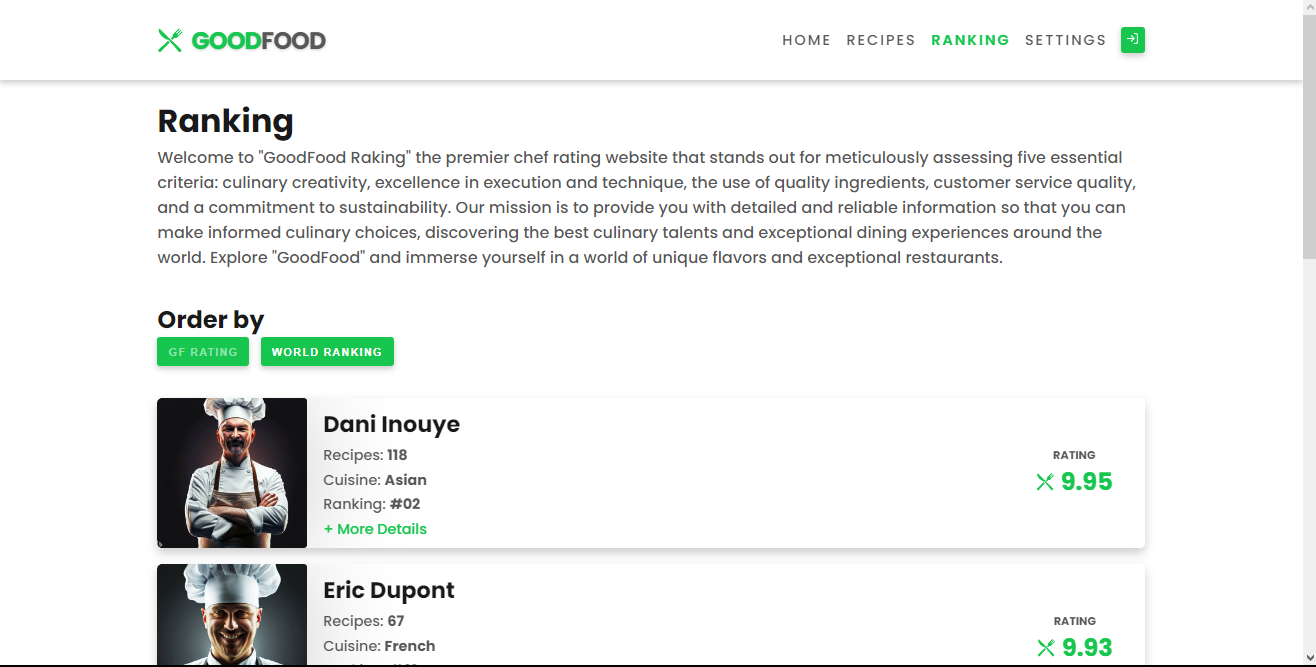 GOODFOOD
HOME RECIPES RANKING SETTINGS
Ranking
Welcome to "GoodFood Raking" the premier chef rating website that stands out for meticulously assessing five essential
criteria: culinary creativity, excellence in execution and technique, the use of quality ingredients, customer service quality,
and a commitment to sustainability. Our mission is to provide you with detailed and reliable information so that you can
make informed culinary choices, discovering the best culinary talents and exceptional dining experiences around the
world. Explore "GoodFood" and immerse yourself in a world of unique flavors and exceptional restaurants.
Order by
GF RATING WORLD RANKING
Dani Inouye
Recipes: 118
Cuisine: Asian
Ranking: #02
+ More Details
RATING
9.95
Eric Dupont
Recipes: 67
Cuisine: French
RATING
9.93